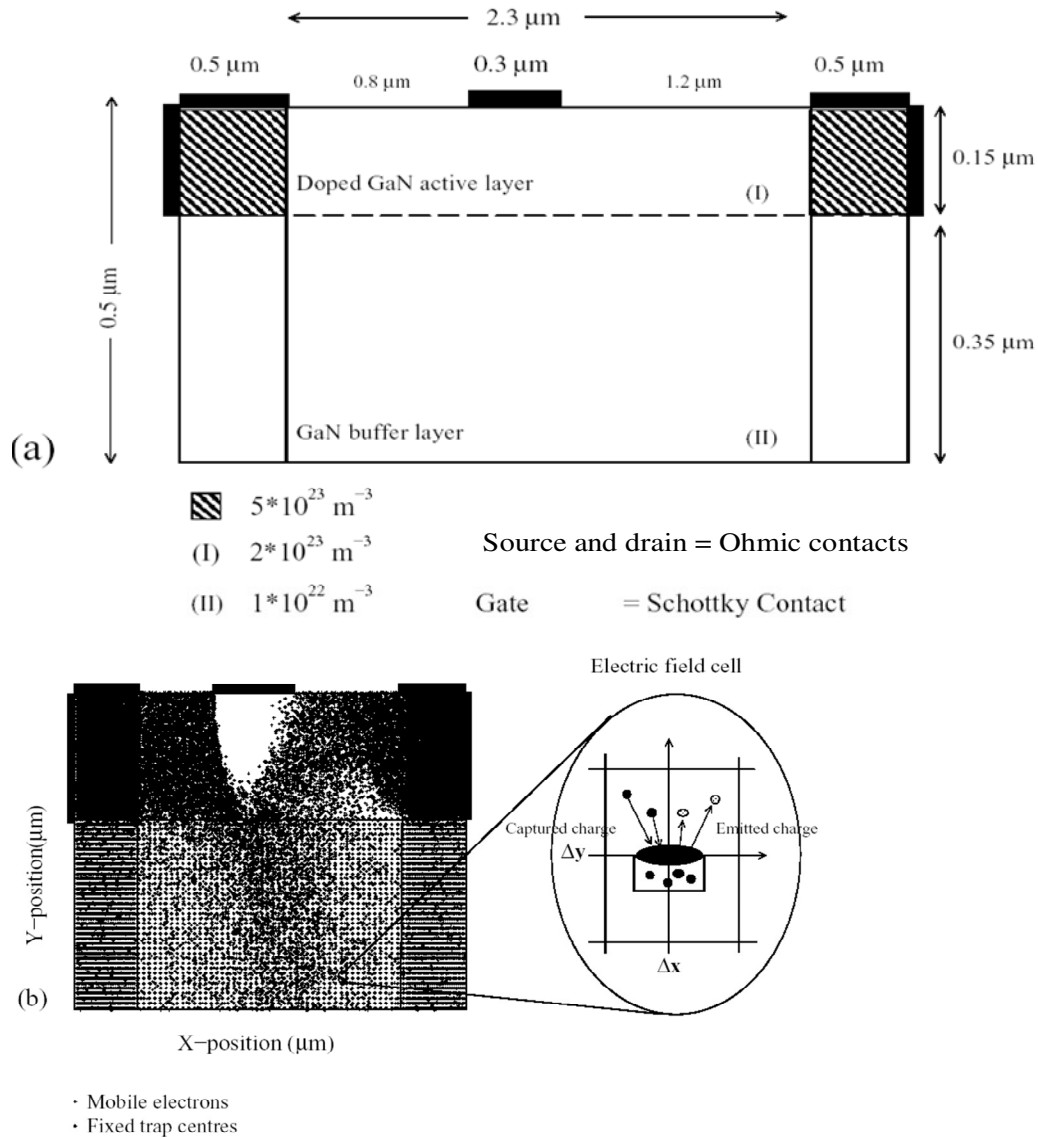 2.3 μm
0.5 μm
0.3 μm
0.5 μm
0.8 μm
1.2 μm
0.15 μm
Doped GaN active layer
(I)
0.5 μm
0.35 μm
GaN buffer layer
(II)
(a)
5*10^23 m^−3
(I) 2*10^23 m^−3
Source and drain = Ohmic contacts
(II) 1*10^22 m^−3
Gate = Schottky Contact
Electric field cell
Captured charge
Emitted charge
Δy
Δx
Y−position(μm)
(b)
X−position (μm)
· Mobile electrons
· Fixed trap centres